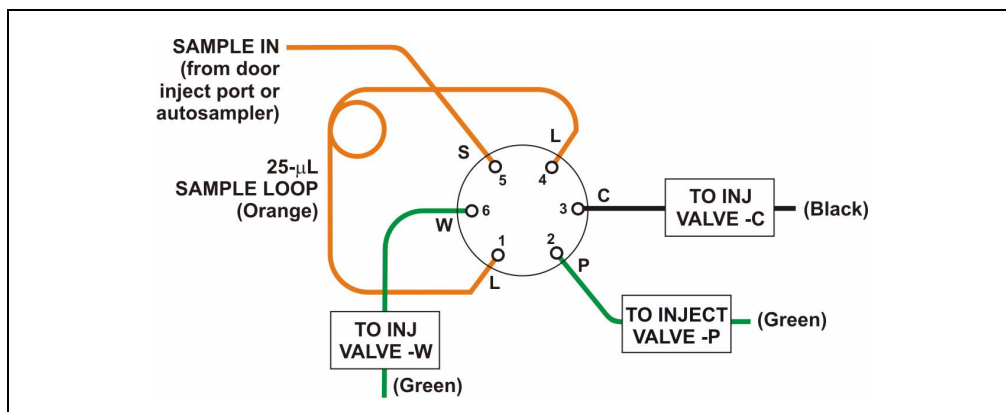 SAMPLE IN
(from door
inject port or
autosampler)
25-μL
SAMPLE LOOP
(Orange)
S
L
5
4
C
3
6
W
1
2
L
P
TO INJ
VALVE -C
(Black)
TO INJECT
VALVE -P
(Green)
TO INJ
VALVE -W
(Green)